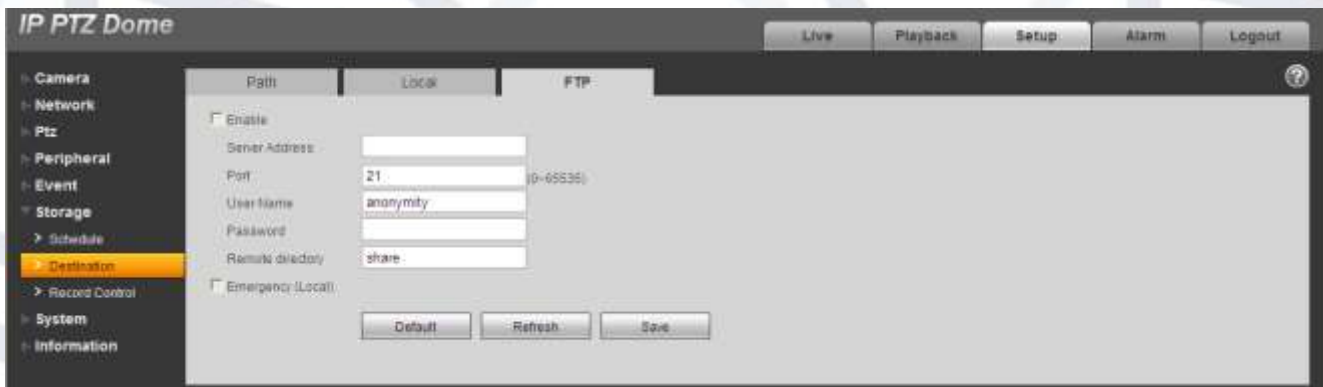 IP PTZ Dome
Live Playback Setup Alarm Logout
Camera
Network
Ptz
Peripheral
Event
Storage
Schedule
Destination
Record Control
System
Information
Path Local FTP
?
Enable
Server Address
Port 21 (0~65535)
User Name anonymity
Password
Remote directory share
Emergency (Local)
Default Refresh Save